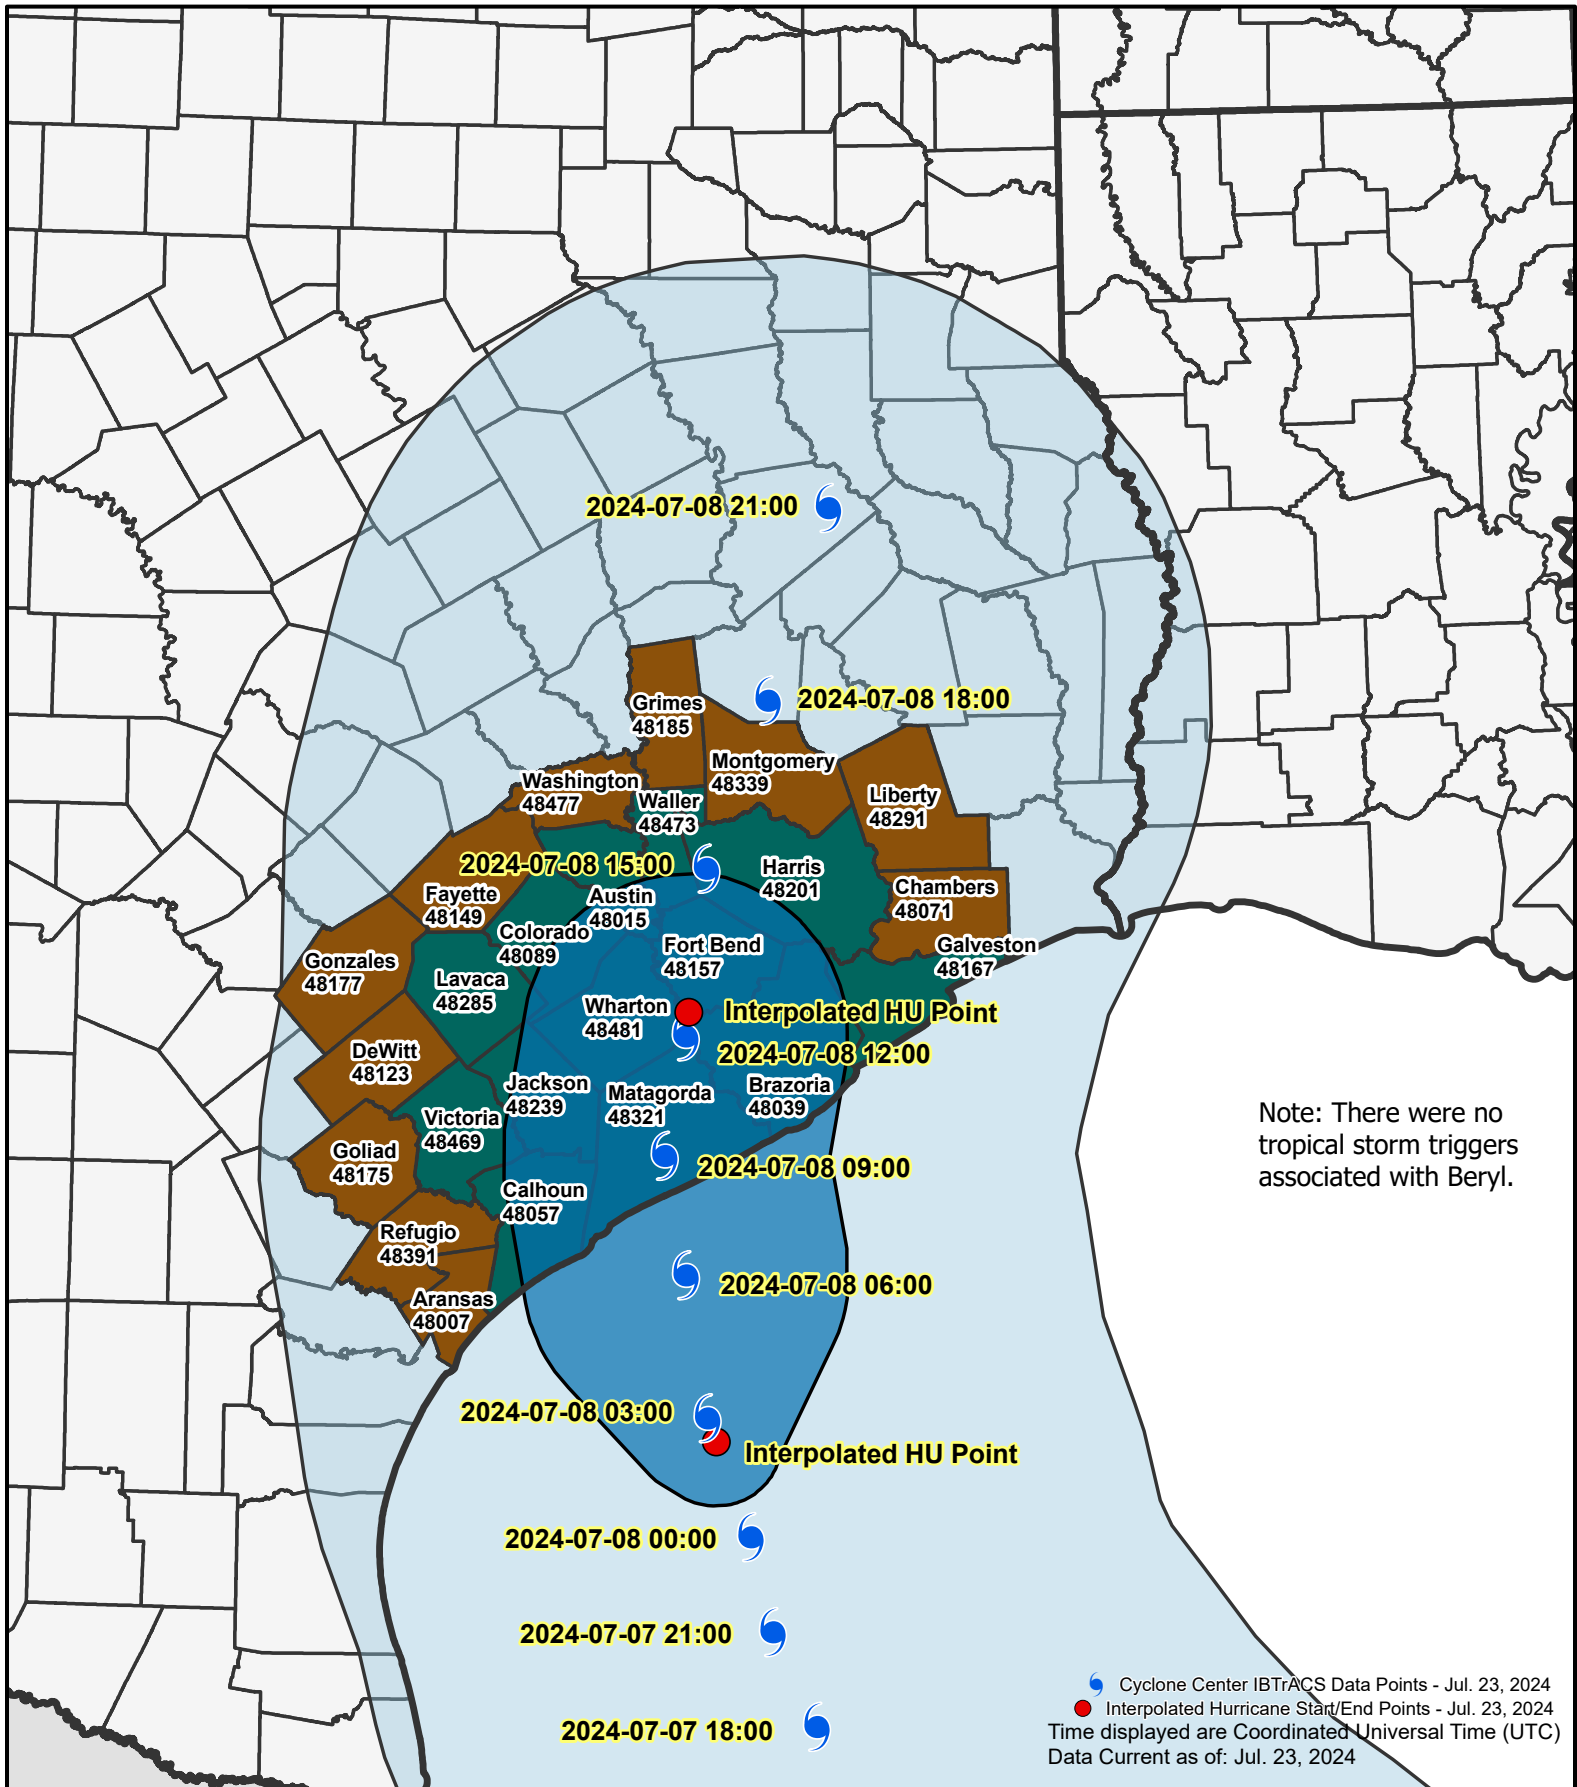 2024-07-08 21:00
2024-07-08 18:00
Grimes
48185
Montgomery
48339
Washington
48477
Waller
48473
Liberty
48291
2024-07-08 15:00
Harris
48201
Fayette
48149
Austin
48015
Chambers
48071
Colorado
48089
Fort Bend
48157
Galveston
48167
Gonzales
48177
Lavaca
48285
Wharton
48481
Interpolated HU Point
2024-07-08 12:00
DeWitt
48123
Jackson
48239
Matagorda
48321
Brazoria
48039
Victoria
48469
Note: There were no
tropical storm triggers
associated with Beryl.
Goliad
48175
2024-07-08 09:00
Calhoun
48057
Refugio
48391
2024-07-08 06:00
Aransas
48007
2024-07-08 03:00
Interpolated HU Point
2024-07-08 00:00
2024-07-07 21:00
2024-07-07 18:00
Cyclone Center IBTrACS Data Points - Jul. 23, 2024
Interpolated Hurricane Start/End Points - Jul. 23, 2024
Time displayed are Coordinated Universal Time (UTC)
Data Current as of: Jul. 23, 2024